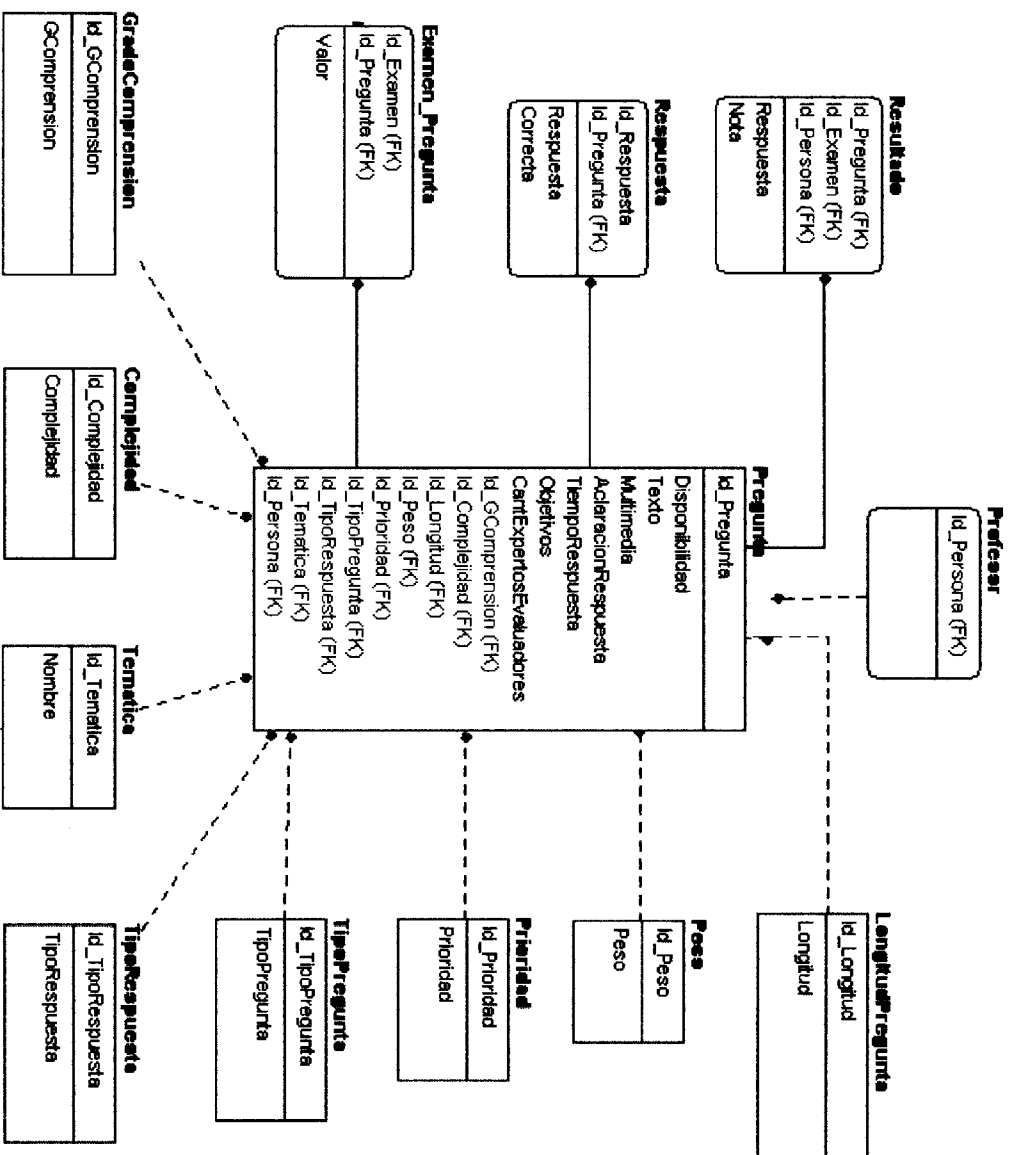 Profesor
Id_Persona (FK)
Resultado
Id_Pregunta (FK)
Id_Examen (FK)
Id_Persona (FK)
Respuesta
Nota
LongitudPregunta
Id_Longitud
Longitud
Pregunta
Id_Pregunta
Disponibilidad
Texto
Multimedia
AclaracionRespuesta
TiempoRespuesta
Objetivos
CantExpertosEvaluadores
Id_GComprension (FK)
Id_Complejidad (FK)
Id_Longitud (FK)
Id_Peso (FK)
Id_Prioridad (FK)
Id_TipoPregunta (FK)
Id_TipoRespuesta (FK)
Id_Tematica (FK)
Id_Persona (FK)
Respuesta
Id_Respuesta
Id_Pregunta (FK)
Respuesta
Correcta
Peso
Id_Peso
Peso
Prioridad
Id_Prioridad
Prioridad
Examen_Pregunta
Id_Examen (FK)
Id_Pregunta (FK)
Valor
TipoPregunta
Id_TipoPregunta
TipoPregunta
GradoComprension
Id_GComprension
GComprension
Complejidad
Id_Complejidad
Complejidad
Tematica
Id_Tematica
Nombre
TipoRespuesta
Id_TipoRespuesta
TipoRespuesta